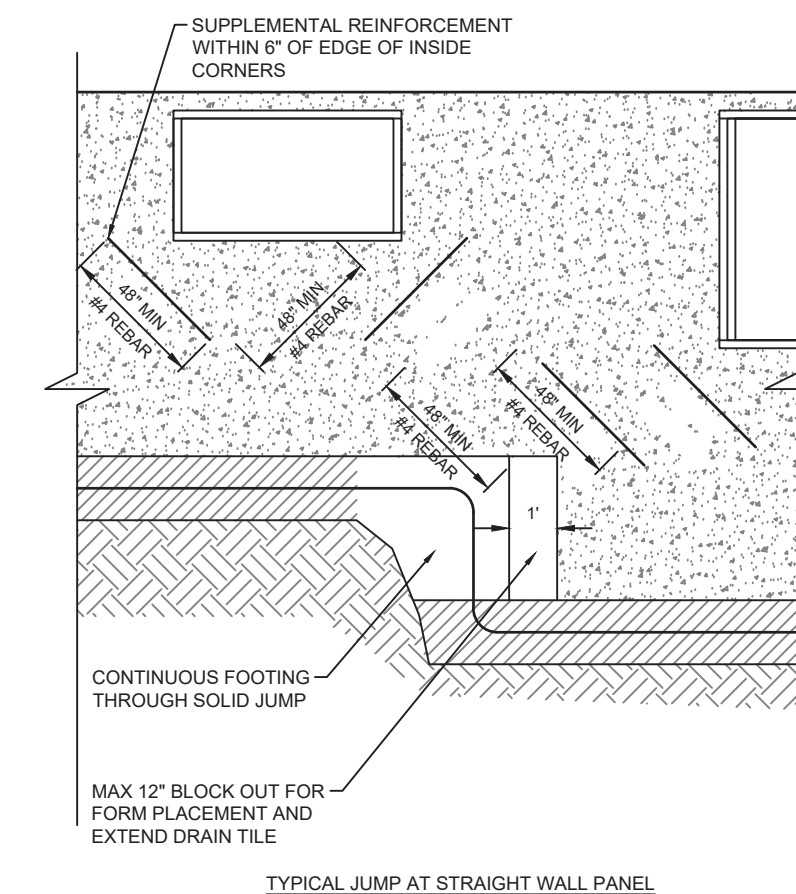 SUPPLEMENTAL REINFORCEMENT
WITHIN 6" OF EDGE OF INSIDE
CORNERS
48" MIN
#4 REBAR
48" MIN
#4 REBAR
48" MIN
#4 REBAR
48" MIN
#4 REBAR
1'
CONTINUOUS FOOTING
THROUGH SOLID JUMP
MAX 12" BLOCK OUT FOR
FORM PLACEMENT AND
EXTEND DRAIN TILE
TYPICAL JUMP AT STRAIGHT WALL PANEL